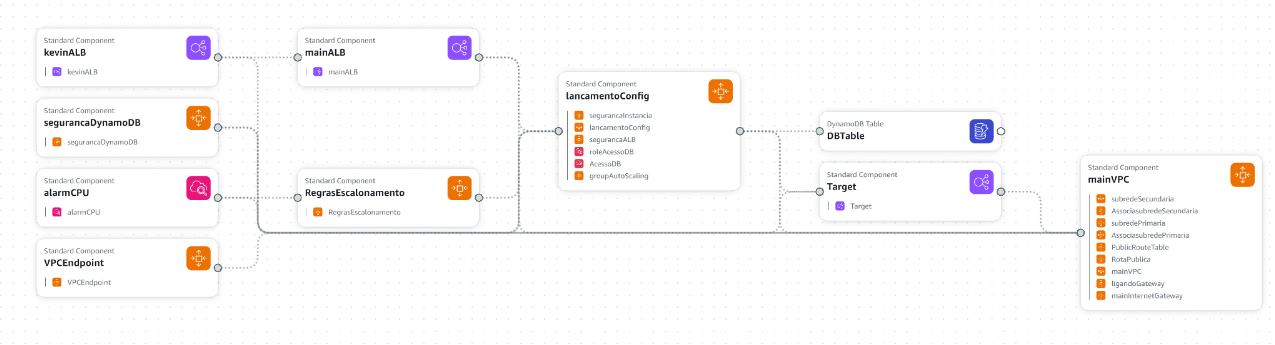 Standard Component
kevinALB
kevinALB
Standard Component
segurancaDynamoDB
segurancaDynamoDB
Standard Component
alarmCPU
alarmCPU
Standard Component
VPCEndpoint
VPCEndpoint
Standard Component
mainALB
mainALB
Standard Component
RegrasEscalonamento
RegrasEscalonamento
Standard Component
lancamentoConfig
segurancaInstancia
lancamentoConfig
segurancaALB
roleAcessoDB
AcessoDB
groupAutoScaling
DynamoDB Table
DBTable
Standard Component
Target
Target
Standard Component
mainVPC
subredeSecundaria
AssociasubredeSecundaria
subredePrimaria
AssociasubredePrimaria
PublicRouteTable
RotaPublica
mainVPC
ligandoGateway
mainInternetGateway